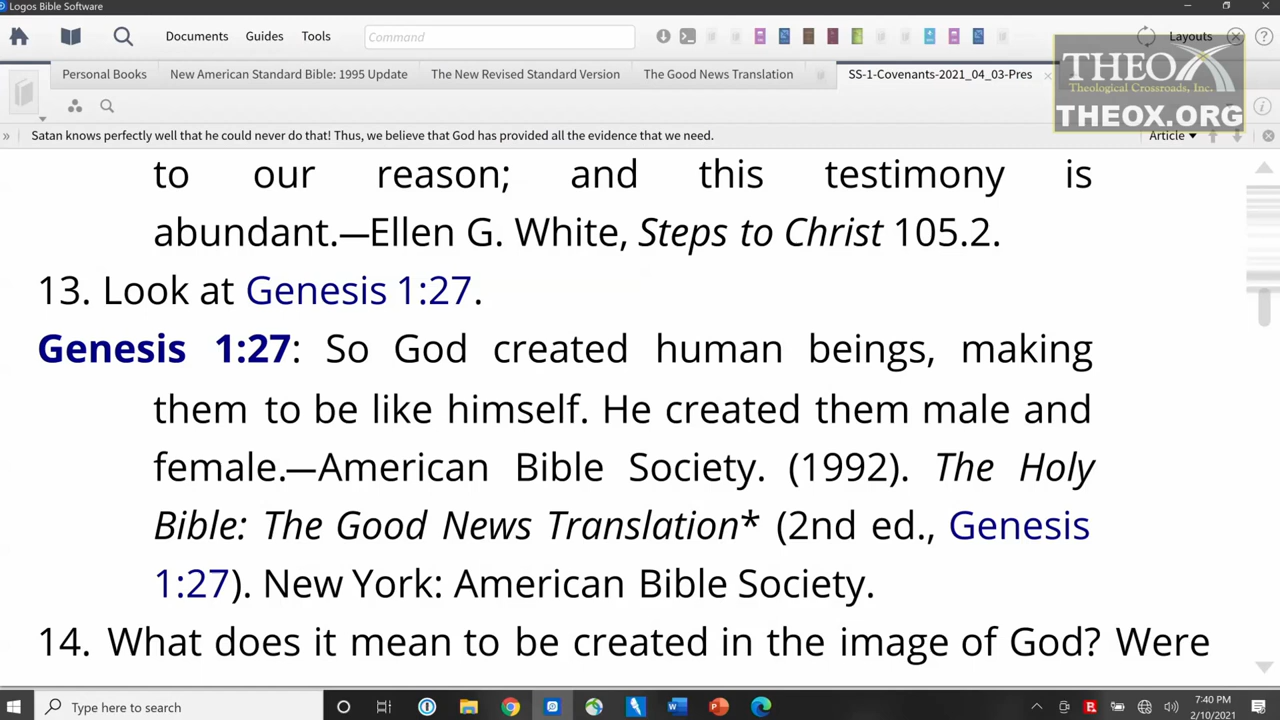 Logos Bible Software
Documents Guides Tools Command Layouts
THEOX
Theological Crossroads, Inc.
THEOX.ORG
Personal Books New American Standard Bible: 1995 Update The New Revised Standard Version The Good News Translation SS-1-Covenants-2021_04_03-Pres
» Satan knows perfectly well that he could never do that! Thus, we believe that God has provided all the evidence that we need. Article
to our reason; and this testimony is
abundant.—Ellen G. White, Steps to Christ 105.2.
13. Look at Genesis 1:27.
Genesis 1:27: So God created human beings, making
them to be like himself. He created them male and
female.—American Bible Society. (1992). The Holy
Bible: The Good News Translation* (2nd ed., Genesis
1:27). New York: American Bible Society.
14. What does it mean to be created in the image of God? Were
Type here to search
7:40 PM
2/10/2021